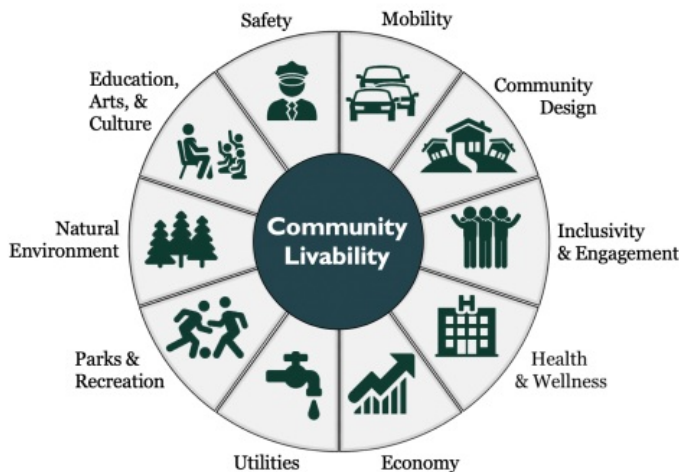 Safety
Mobility
Education,
Arts, &
Culture
Community
Design
Natural
Environment
Community
Livability
Inclusivity
& Engagement
H
Parks &
Recreation
Health
& Wellness
Utilities
Economy